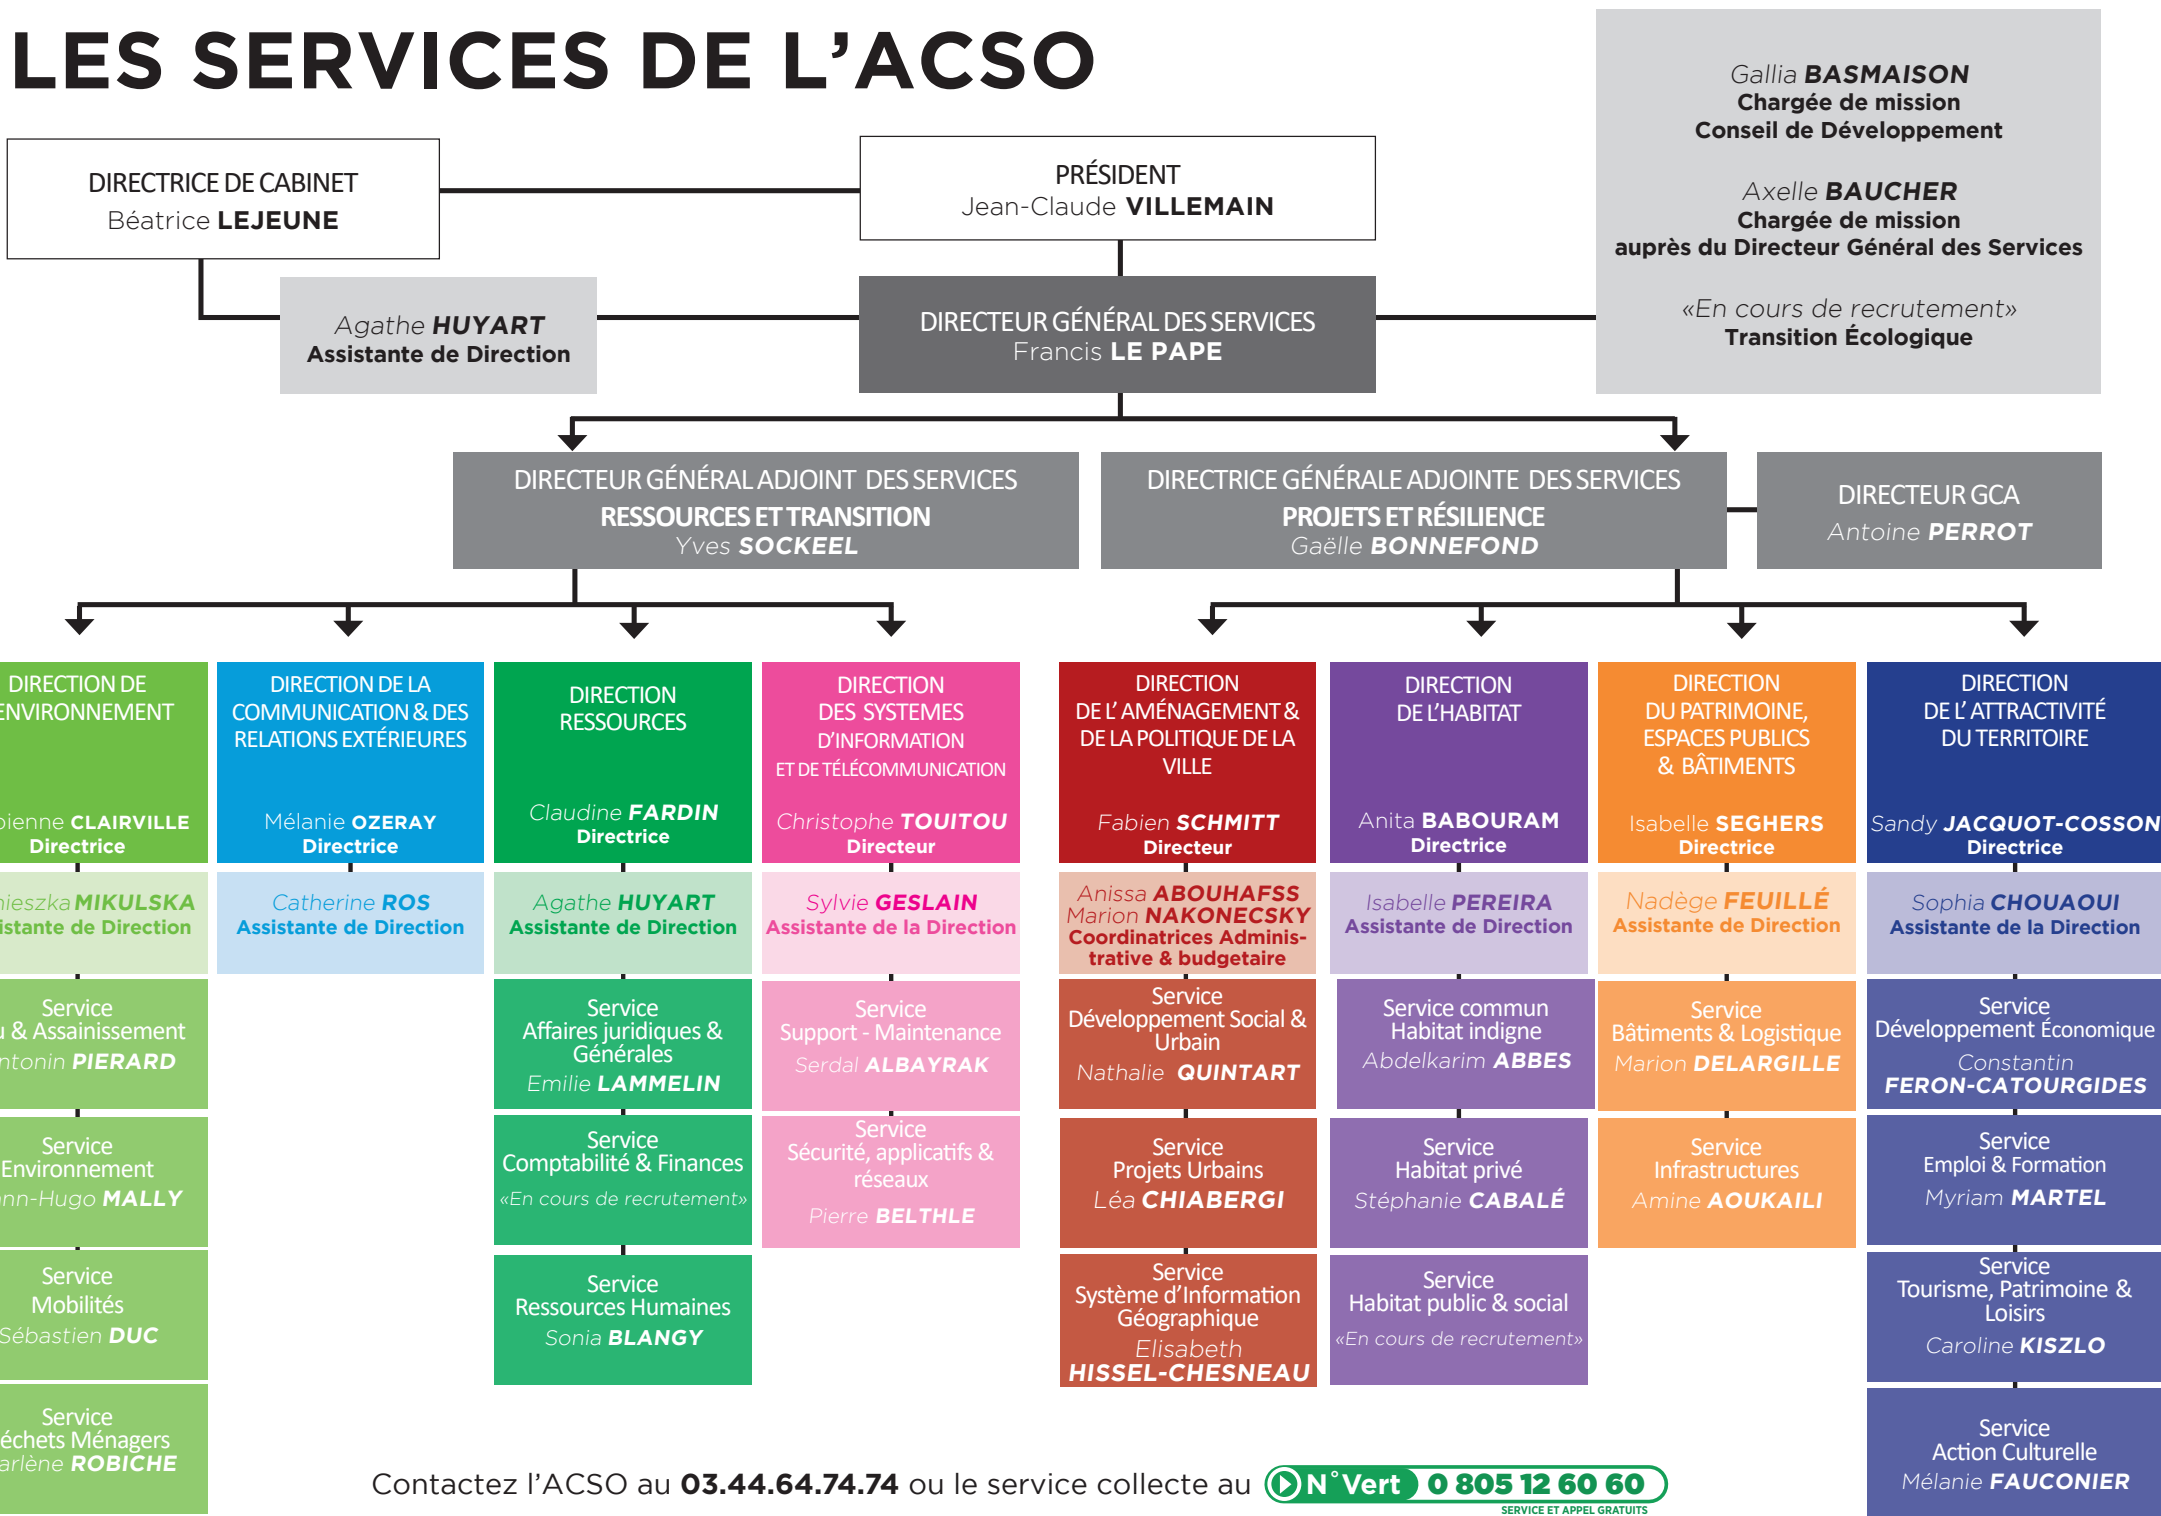 LES SERVICES DE L’ACSO
Gallia BASMAISON
Chargée de mission
Conseil de Développement
Axelle BAUCHER
Chargée de mission
auprès du Directeur Général des Services
«En cours de recrutement»
Transition Écologique
DIRECTRICE DE CABINET
Béatrice LEJEUNE
PRÉSIDENT
Jean-Claude VILLEMAIN
Agathe HUYART
Assistante de Direction
DIRECTEUR GÉNÉRAL DES SERVICES
Francis LE PAPE
DIRECTEUR GÉNÉRAL ADJOINT DES SERVICES
RESSOURCES ET TRANSITION
Yves SOCKEEL
DIRECTRICE GÉNÉRALE ADJOINTE DES SERVICES
PROJETS ET RÉSILIENCE
Gaëlle BONNEFOND
DIRECTEUR GCA
Antoine PERROT
DIRECTION DE
ENVIRONNEMENT
CLAIRVILLE
Directrice
MIKULSKA
de Direction
Service
& Assainissement
PIERARD
Service
Environnement
MALLY
Service
Mobilités
Sébastien DUC
Service
Ménagers
ROBICHE
DIRECTION DE LA
COMMUNICATION & DES
RELATIONS EXTÉRIEURES
Mélanie OZERAY
Directrice
Catherine ROS
Assistante de Direction
DIRECTION
RESSOURCES
Claudine FARDIN
Directrice
Agathe HUYART
Assistante de Direction
Service
Affaires juridiques &
Générales
Emilie LAMMELIN
Service
Comptabilité & Finances
«En cours de recrutement»
Service
Ressources Humaines
Sonia BLANGY
DIRECTION
DES SYSTEMES
D’INFORMATION
ET DE TÉLÉCOMMUNICATION
Christophe TOUITOU
Directeur
Sylvie GESLAIN
Assistante de la Direction
Service
Support - Maintenance
Serdal ALBAYRAK
Service
Sécurité, applicatifs &
réseaux
Pierre BELTHLE
DIRECTION
DE L’ AMÉNAGEMENT &
DE LA POLITIQUE DE LA
VILLE
Fabien SCHMITT
Directeur
Anissa ABOUHAFSS
Marion NAKONECSKY
Coordinatrices Adminis-
trative & budgetaire
Service
Développement Social &
Urbain
Nathalie QUINTART
Service
Projets Urbains
Léa CHIABERGI
Service
Système d’Information
Géographique
Elisabeth
HISSEL-CHESNEAU
DIRECTION
DE L’HABITAT
Anita BABOURAM
Directrice
Isabelle PEREIRA
Assistante de Direction
Service commun
Habitat indigne
Abdelkarim ABBES
Service
Habitat privé
Stéphanie CABALÉ
Service
Habitat public & social
«En cours de recrutement»
DIRECTION
DU PATRIMOINE,
ESPACES PUBLICS
& BÂTIMENTS
Isabelle SEGHERS
Directrice
Nadège FEUILLÉ
Assistante de Direction
Service
Bâtiments & Logistique
Marion DELARGILLE
Service
Infrastructures
Amine AOUKAILI
DIRECTION
DE L’ ATTRACTIVITÉ
DU TERRITOIRE
Sandy JACQUOT-COSSON
Directrice
Sophia CHOUAOUI
Assistante de la Direction
Service
Développement Économique
Constantin
FERON-CATOURGIDES
Service
Emploi & Formation
Myriam MARTEL
Service
Tourisme, Patrimoine &
Loisirs
Caroline KISZLO
Service
Action Culturelle
Mélanie FAUCONIER
Contactez l’ACSO au 03.44.64.74.74 ou le service collecte au N°Vert 0 805 12 60 60
SERVICE ET APPEL GRATUITS